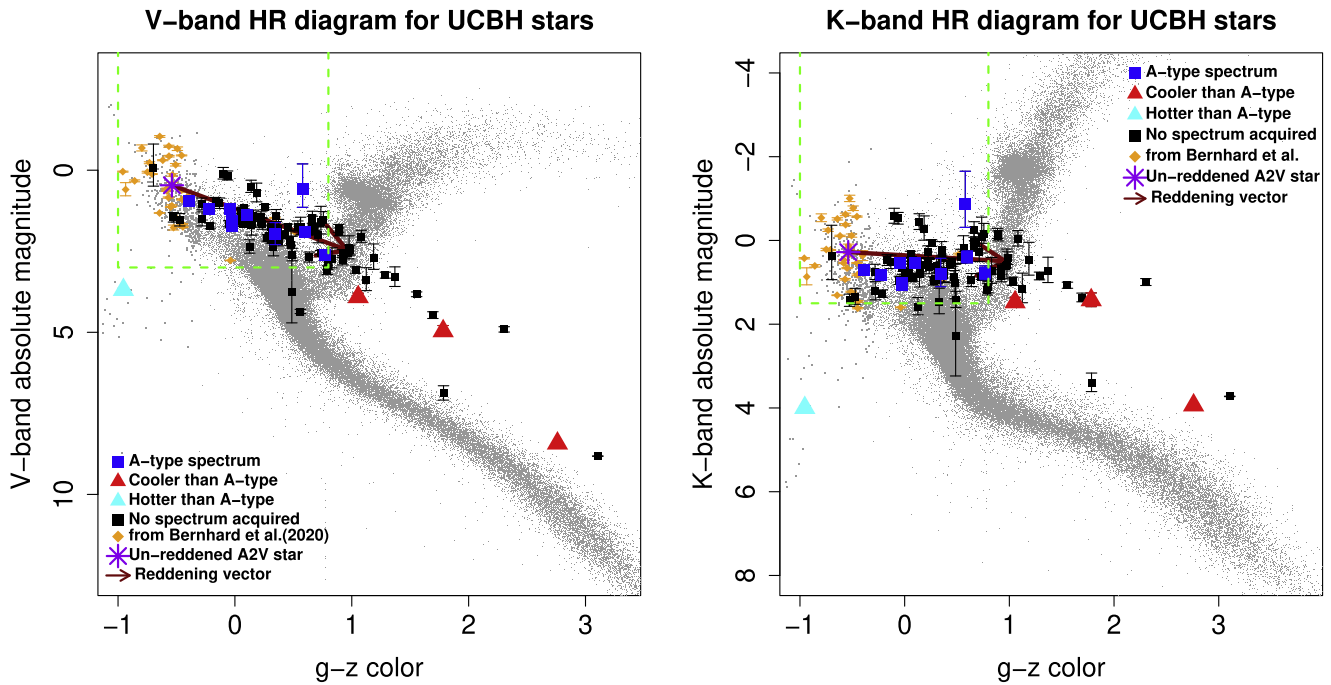 V−band HR diagram for UCBH stars
V−band absolute magnitude
0
5
10
A−type spectrum
Cooler than A−type
Hotter than A−type
No spectrum acquired
from Bernhard et al.(2020)
Un−reddened A2V star
Reddening vector
−1 0 1 2 3
g−z color
K−band HR diagram for UCBH stars
K−band absolute magnitude
−4
−2
0
2
4
6
8
A−type spectrum
Cooler than A−type
Hotter than A−type
No spectrum acquired
from Bernhard et al.
Un−reddened A2V star
Reddening vector
−1 0 1 2 3
g−z color